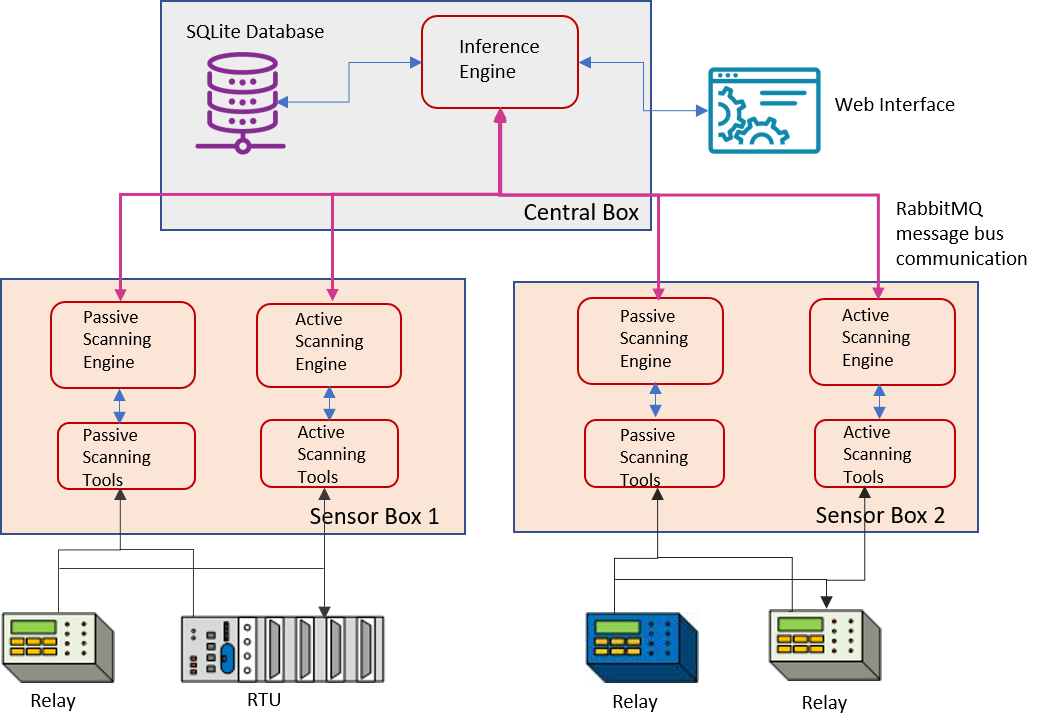 SQLite Database
Inference
Engine
Web Interface
Central Box
RabbitMQ
message bus
communication
Passive
Scanning
Engine
Active
Scanning
Engine
Passive
Scanning
Tools
Active
Scanning
Tools
Sensor Box 1
Passive
Scanning
Engine
Active
Scanning
Engine
Passive
Scanning
Tools
Active
Scanning
Tools
Sensor Box 2
Relay
RTU
Relay
Relay